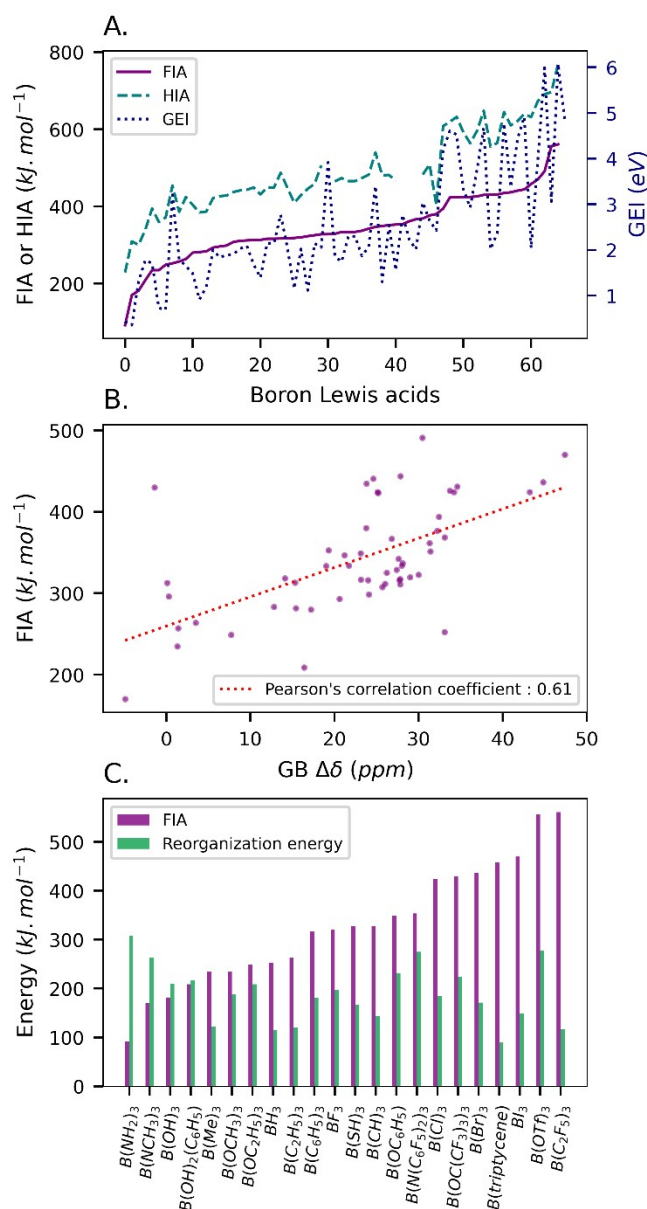 A.
800
600
400
200
FIA or HIA (kJ.mol⁻¹)
FIA
HIA
GEI
6
5
4
3
2
1
GEI (eV)
0 10 20 30 40 50 60
Boron Lewis acids
B.
500
400
300
200
FIA (kJ.mol⁻¹)
Pearson's correlation coefficient : 0.61
0 10 20 30 40 50
GB Δδ (ppm)
C.
500
400
300
200
100
0
Energy (kJ.mol⁻¹)
FIA
Reorganization energy
B(NH₂)₃
B(NCH₃)₃
B(OH)₃
B(OH)₂(C₆H₅)
B(Me)₃
B(OCH₃)₃
B(OC₂H₅)₃
BH₃
B(C₂H₅)₃
B(C₆H₅)₃
BF₃
B(SH)₃
B(CH)₃
B(OC₆H₅)
B(N(C₆F₅)₂)₃
B(Cl)₃
B(OC(CF₃)₃)₃
B(Br)₃
B(triptycene)
BI₃
B(OTf)₃
B(C₂F₅)₃